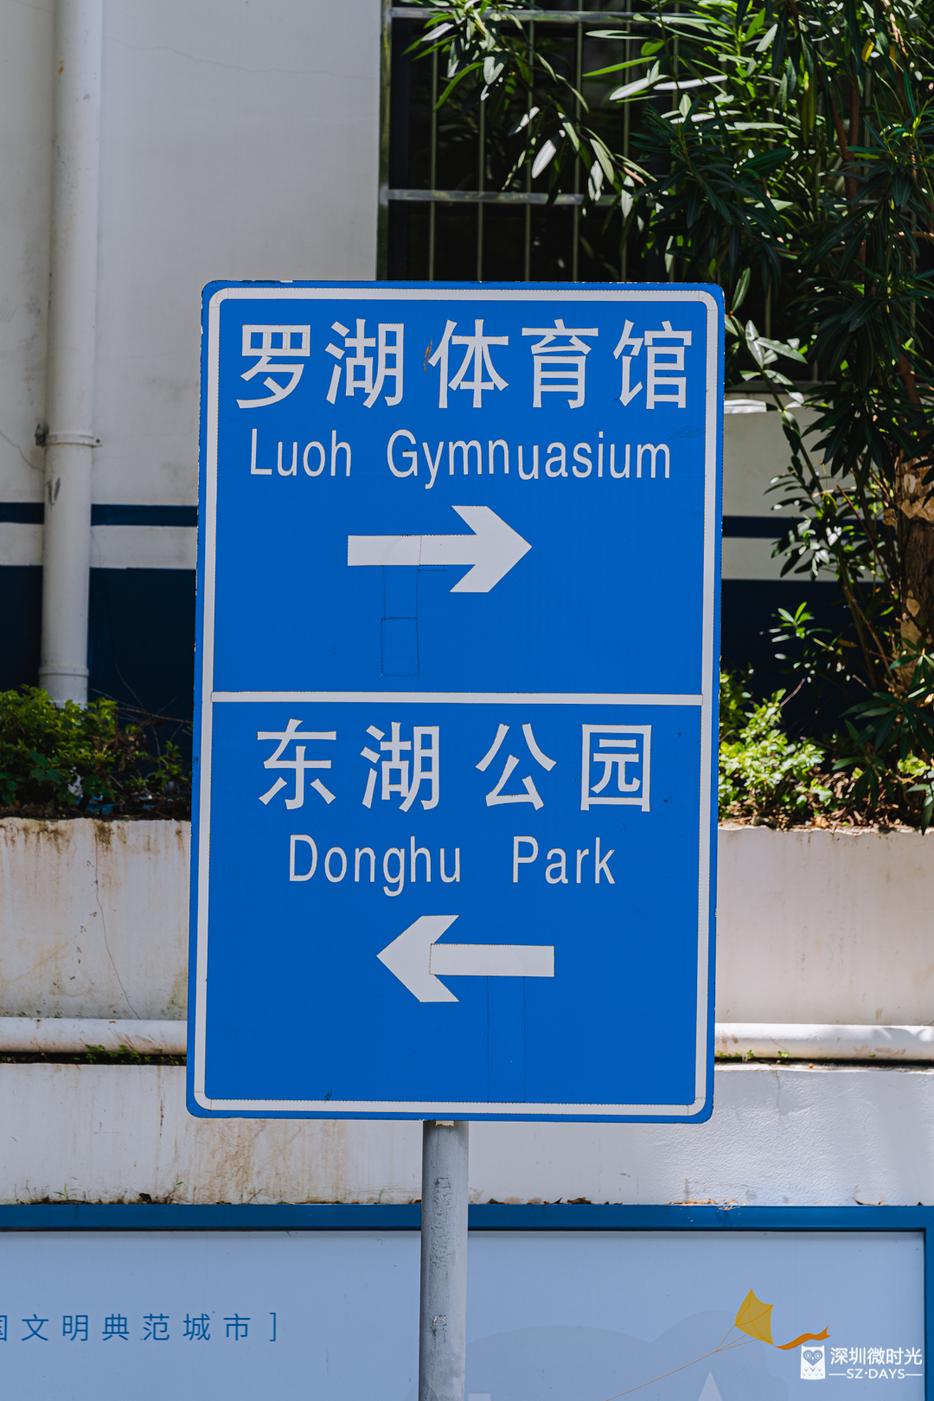 罗湖体育馆
Luoh Gymnuasium
东湖公园
Donghu Park
国文明典范城市]
深圳微时光
SZ·DAYS